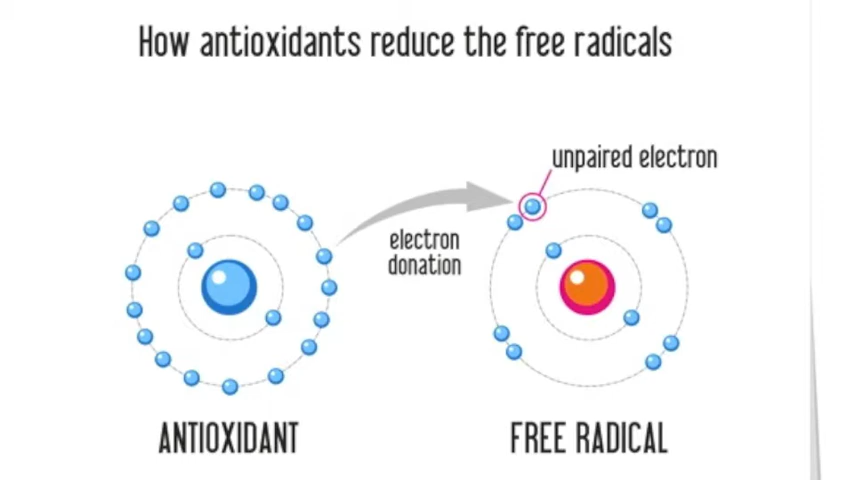 How antioxidants reduce the free radicals
unpaired electron
electron
donation
ANTIOXIDANT
FREE RADICAL